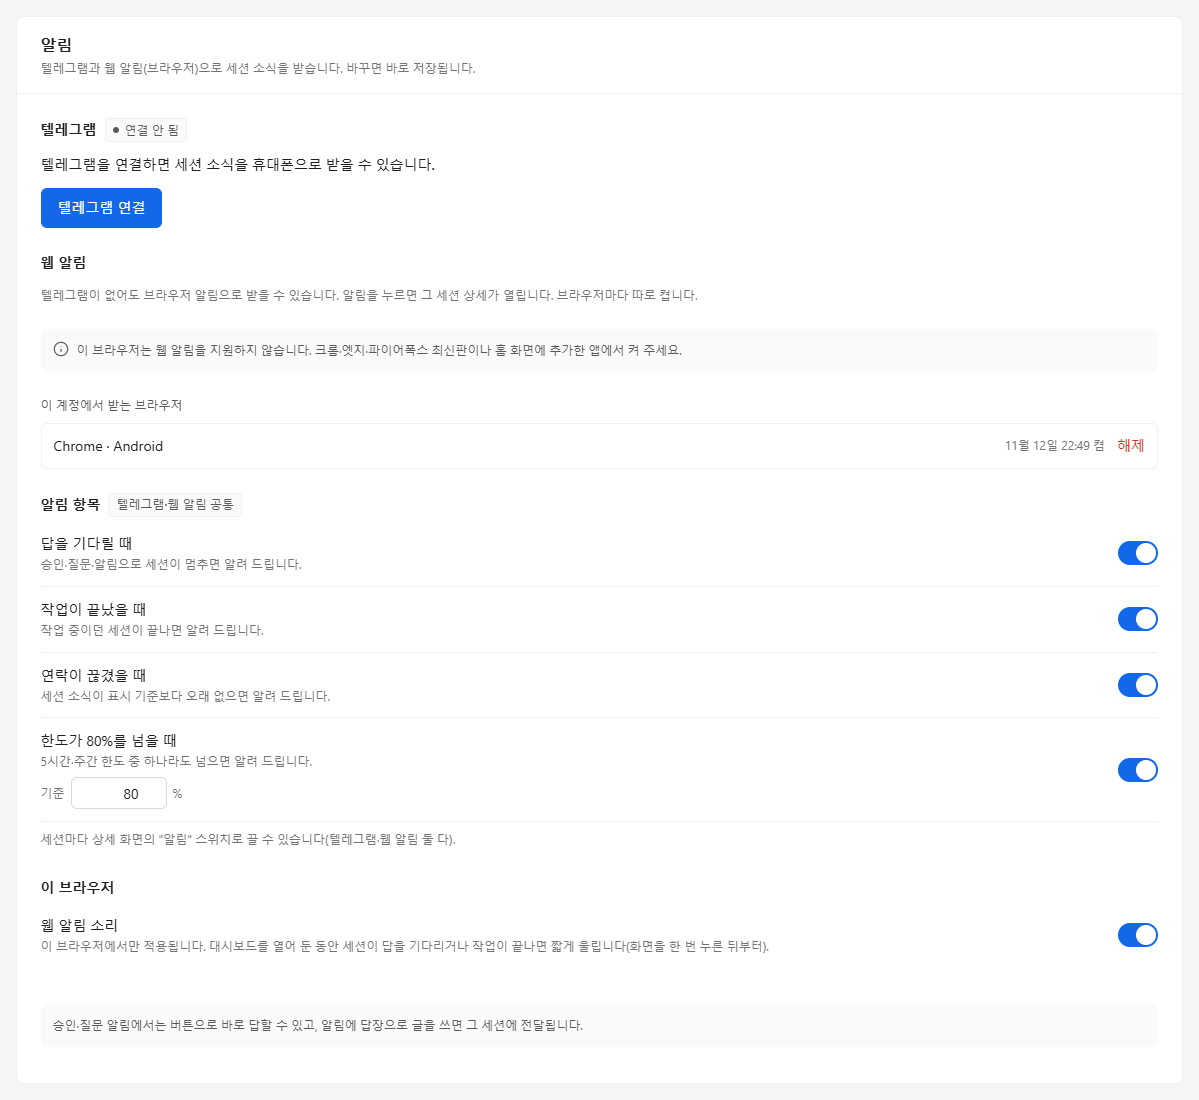 알림
텔레그램과 웹 알림(브라우저)으로 세션 소식을 받습니다. 바꾸면 바로 저장됩니다.
텔레그램 • 연결 안 됨
텔레그램을 연결하면 세션 소식을 휴대폰으로 받을 수 있습니다.
텔레그램 연결
웹 알림
텔레그램이 없어도 브라우저 알림으로 받을 수 있습니다. 알림을 누르면 그 세션 상세가 열립니다. 브라우저마다 따로 켭니다.
이 브라우저는 웹 알림을 지원하지 않습니다. 크롬·엣지·파이어폭스 최신판이나 홈 화면에 추가한 앱에서 켜 주세요.
이 계정에서 받는 브라우저
Chrome · Android 11월 12일 22:49 켬 해제
알림 항목 텔레그램·웹 알림 공통
답을 기다릴 때
승인·질문·알림으로 세션이 멈추면 알려 드립니다.
작업이 끝났을 때
작업 중이던 세션이 끝나면 알려 드립니다.
연락이 끊겼을 때
세션 소식이 표시 기준보다 오래 없으면 알려 드립니다.
한도가 80%를 넘을 때
5시간·주간 한도 중 하나라도 넘으면 알려 드립니다.
기준 80 %
세션마다 상세 화면의 "알림" 스위치로 끌 수 있습니다(텔레그램·웹 알림 둘 다).
이 브라우저
웹 알림 소리
이 브라우저에서만 적용됩니다. 대시보드를 열어 둔 동안 세션이 답을 기다리거나 작업이 끝나면 짧게 울립니다(화면을 한 번 누른 뒤부터).
승인·질문 알림에서는 버튼으로 바로 답할 수 있고, 알림에 답장으로 글을 쓰면 그 세션에 전달됩니다.